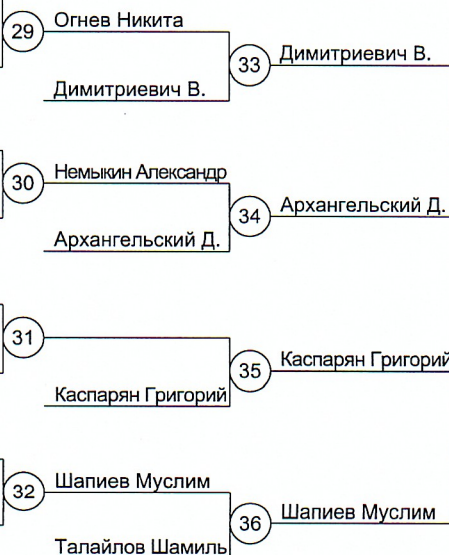 29 Огнев Никита
33 Димитриевич В.
Димитриевич В.
30 Немыкин Александр
34 Архангельский Д.
Архангельский Д.
31
35 Каспарян Григорий
Каспарян Григорий
32 Шапиев Муслим
36 Шапиев Муслим
Талайлов Шамиль